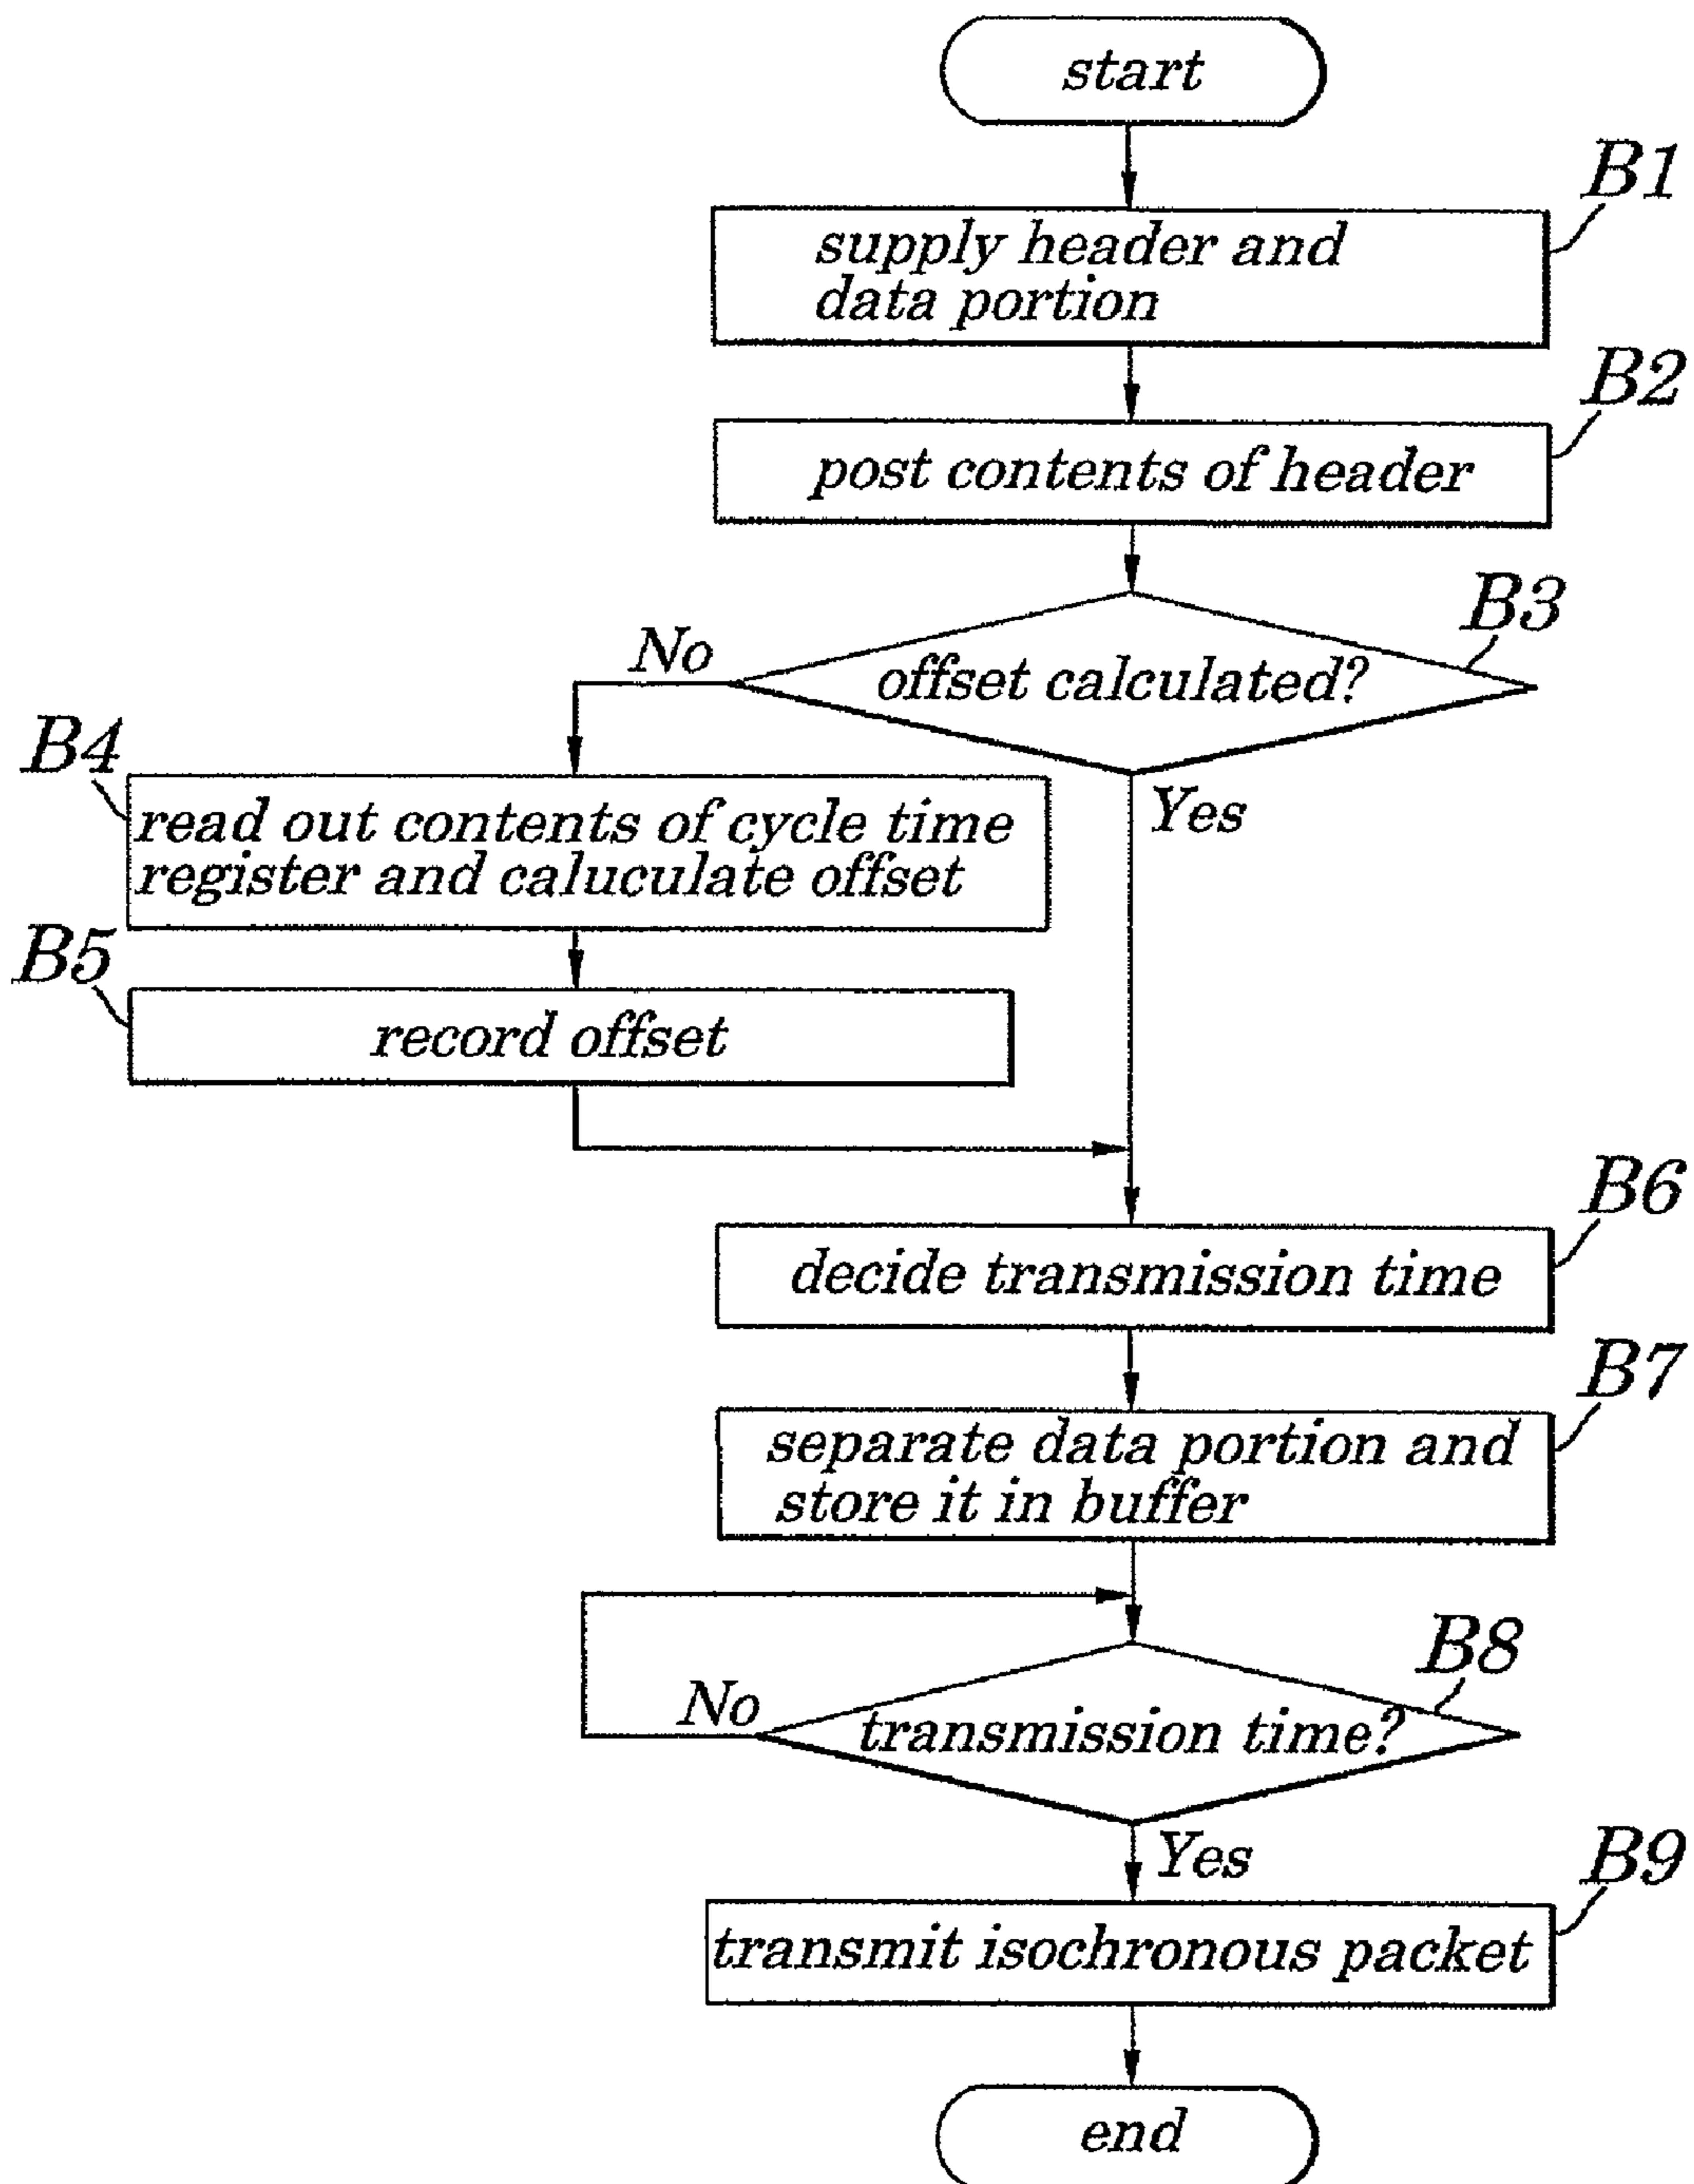 start
B1
supply header and
data portion
B2
post contents of header
B3
No
offset calculated?
B4
Yes
read out contents of cycle time
register and caluculate offset
B5
record offset
B6
decide transmission time
B7
separate data portion and
store it in buffer
B8
No
transmission time?
Yes
B9
transmit isochronous packet
end